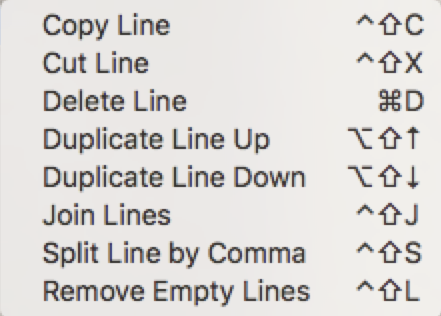 Copy Line ^⇧C
Cut Line ^⇧X
Delete Line ⌘D
Duplicate Line Up ⌥⇧↑
Duplicate Line Down ⌥⇧↓
Join Lines ^⇧J
Split Line by Comma ^⇧S
Remove Empty Lines ^⇧L